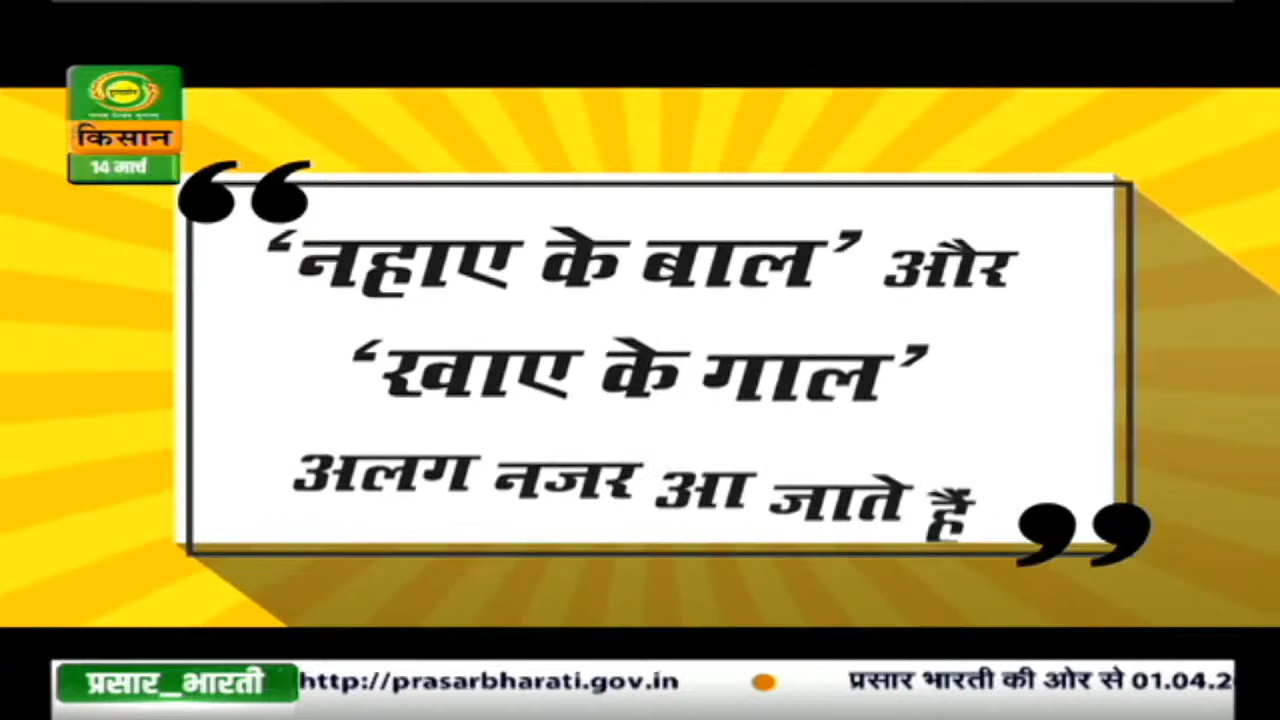 किसान
14 मार्च
“
‘नहाए के बाल’ और
‘खाए के गाल’
अलग नजर आ जाते हैं
”
प्रसार_भारती http://prasarbharati.gov.in ● प्रसार भारती की ओर से 01.04.2